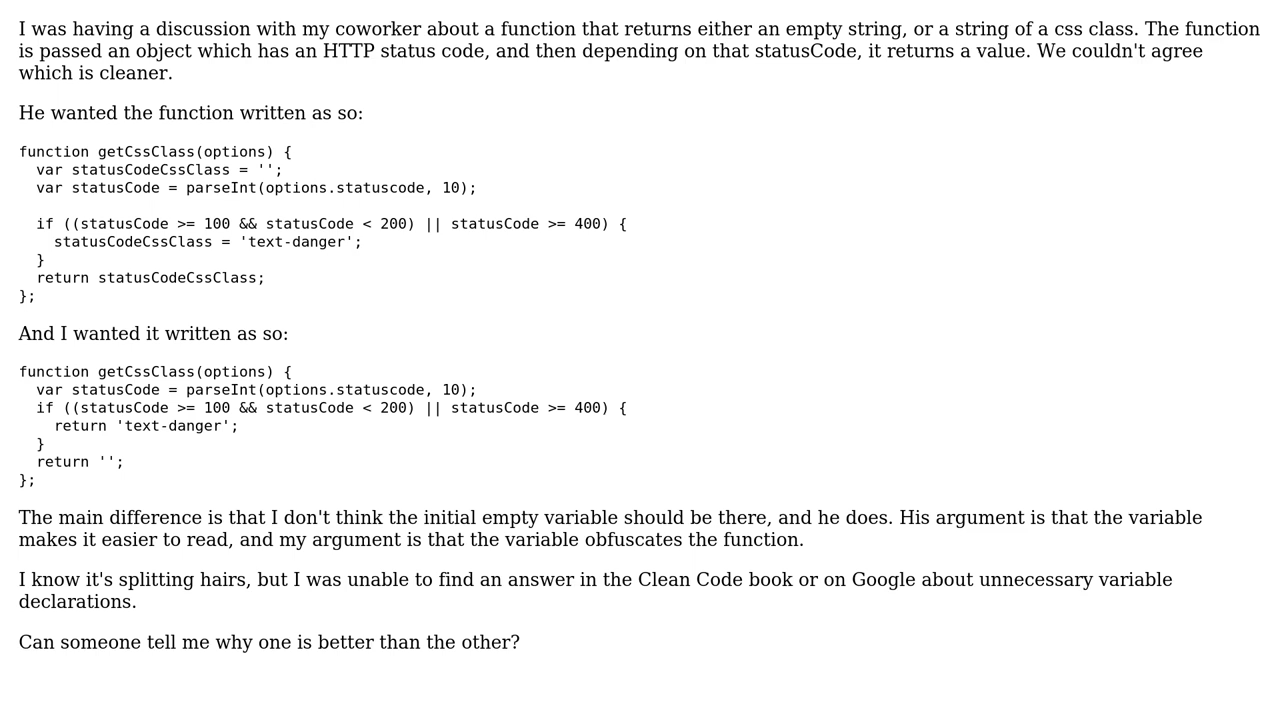 I was having a discussion with my coworker about a function that returns either an empty string, or a string of a css class. The function
is passed an object which has an HTTP status code, and then depending on that statusCode, it returns a value. We couldn't agree
which is cleaner.
He wanted the function written as so:
function getCssClass(options) {
  var statusCodeCssClass = '';
  var statusCode = parseInt(options.statuscode, 10);
  if ((statusCode >= 100 && statusCode < 200) || statusCode >= 400) {
    statusCodeCssClass = 'text-danger';
  }
  return statusCodeCssClass;
};
And I wanted it written as so:
function getCssClass(options) {
  var statusCode = parseInt(options.statuscode, 10);
  if ((statusCode >= 100 && statusCode < 200) || statusCode >= 400) {
    return 'text-danger';
  }
  return '';
};
The main difference is that I don't think the initial empty variable should be there, and he does. His argument is that the variable
makes it easier to read, and my argument is that the variable obfuscates the function.
I know it's splitting hairs, but I was unable to find an answer in the Clean Code book or on Google about unnecessary variable
declarations.
Can someone tell me why one is better than the other?